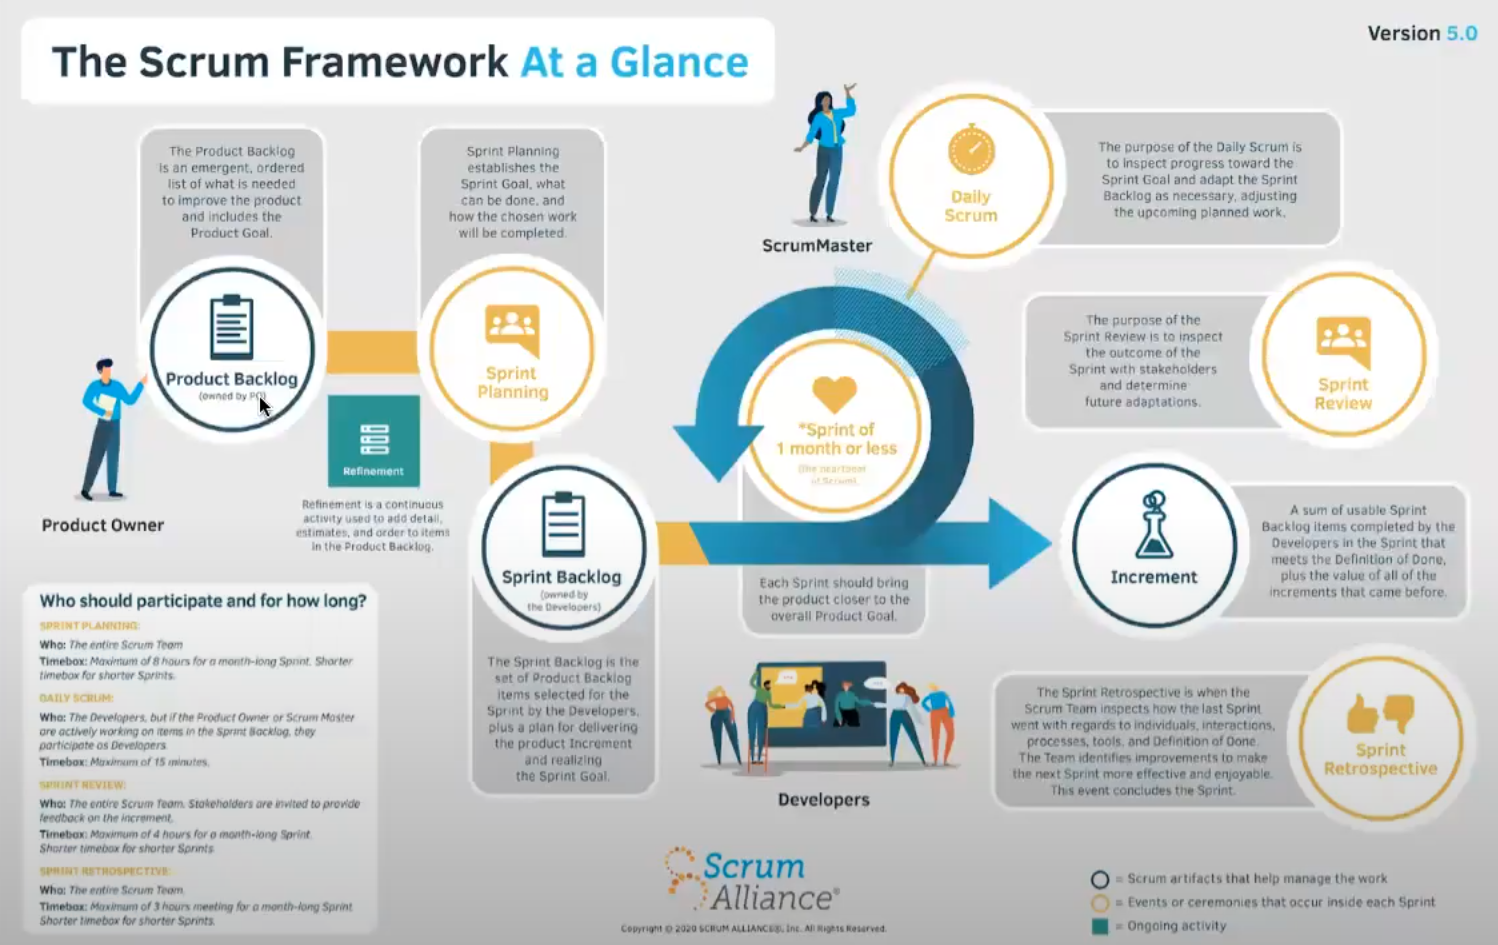 The Scrum Framework At a Glance
Version 5.0
The Product Backlog
is an emergent, ordered
list of what is needed
to improve the product
and includes the
Product Goal.
Product Backlog
(owned by PO)
Product Owner
Sprint Planning
establishes the
Sprint Goal, what
can be done, and
how the chosen work
will be completed.
Sprint
Planning
Refinement
Refinement is a continuous
activity used to add detail,
estimates, and order to items
in the Product Backlog.
Sprint Backlog
(owned by
the Developers)
The Sprint Backlog is the
set of Product Backlog
items selected for the
Sprint by the Developers,
plus a plan for delivering
the product Increment
and realizing
the Sprint Goal.
ScrumMaster
Daily
Scrum
The purpose of the Daily Scrum is
to inspect progress toward the
Sprint Goal and adapt the Sprint
Backlog as necessary, adjusting
the upcoming planned work.
*Sprint of
1 month or less
(the heartbeat
of Scrum)
Each Sprint should bring
the product closer to the
overall Product Goal.
The purpose of the
Sprint Review is to inspect
the outcome of the
Sprint with stakeholders
and determine
future adaptations.
Sprint
Review
Increment
A sum of usable Sprint
Backlog items completed by the
Developers in the Sprint that
meets the Definition of Done,
plus the value of all of the
increments that came before.
Developers
The Sprint Retrospective is when the
Scrum Team inspects how the last Sprint
went with regards to individuals, interactions,
processes, tools, and Definition of Done.
The Team identifies improvements to make
the next Sprint more effective and enjoyable.
This event concludes the Sprint.
Sprint
Retrospective
Who should participate and for how long?
SPRINT PLANNING:
Who: The entire Scrum Team
Timebox: Maximum of 8 hours for a month-long Sprint. Shorter
timebox for shorter Sprints.
DAILY SCRUM:
Who: The Developers, but if the Product Owner or Scrum Master
are actively working on items in the Sprint Backlog, they
participate as Developers
Timebox: Maximum of 15 minutes.
SPRINT REVIEW:
Who: The entire Scrum Team. Stakeholders are invited to provide
feedback on the increment.
Timebox: Maximum of 4 hours for a month-long Sprint.
Shorter timebox for shorter Sprints
SPRINT RETROSPECTIVE:
Who: The entire Scrum Team.
Timebox: Maximum of 3 hours meeting for a month-long Sprint
Shorter timebox for shorter Sprints.
Scrum
Alliance®
Copyright © 2020 SCRUM ALLIANCE®, Inc. All Rights Reserved.
= Scrum artifacts that help manage the work
= Events or ceremonies that occur inside each Sprint
= Ongoing activity